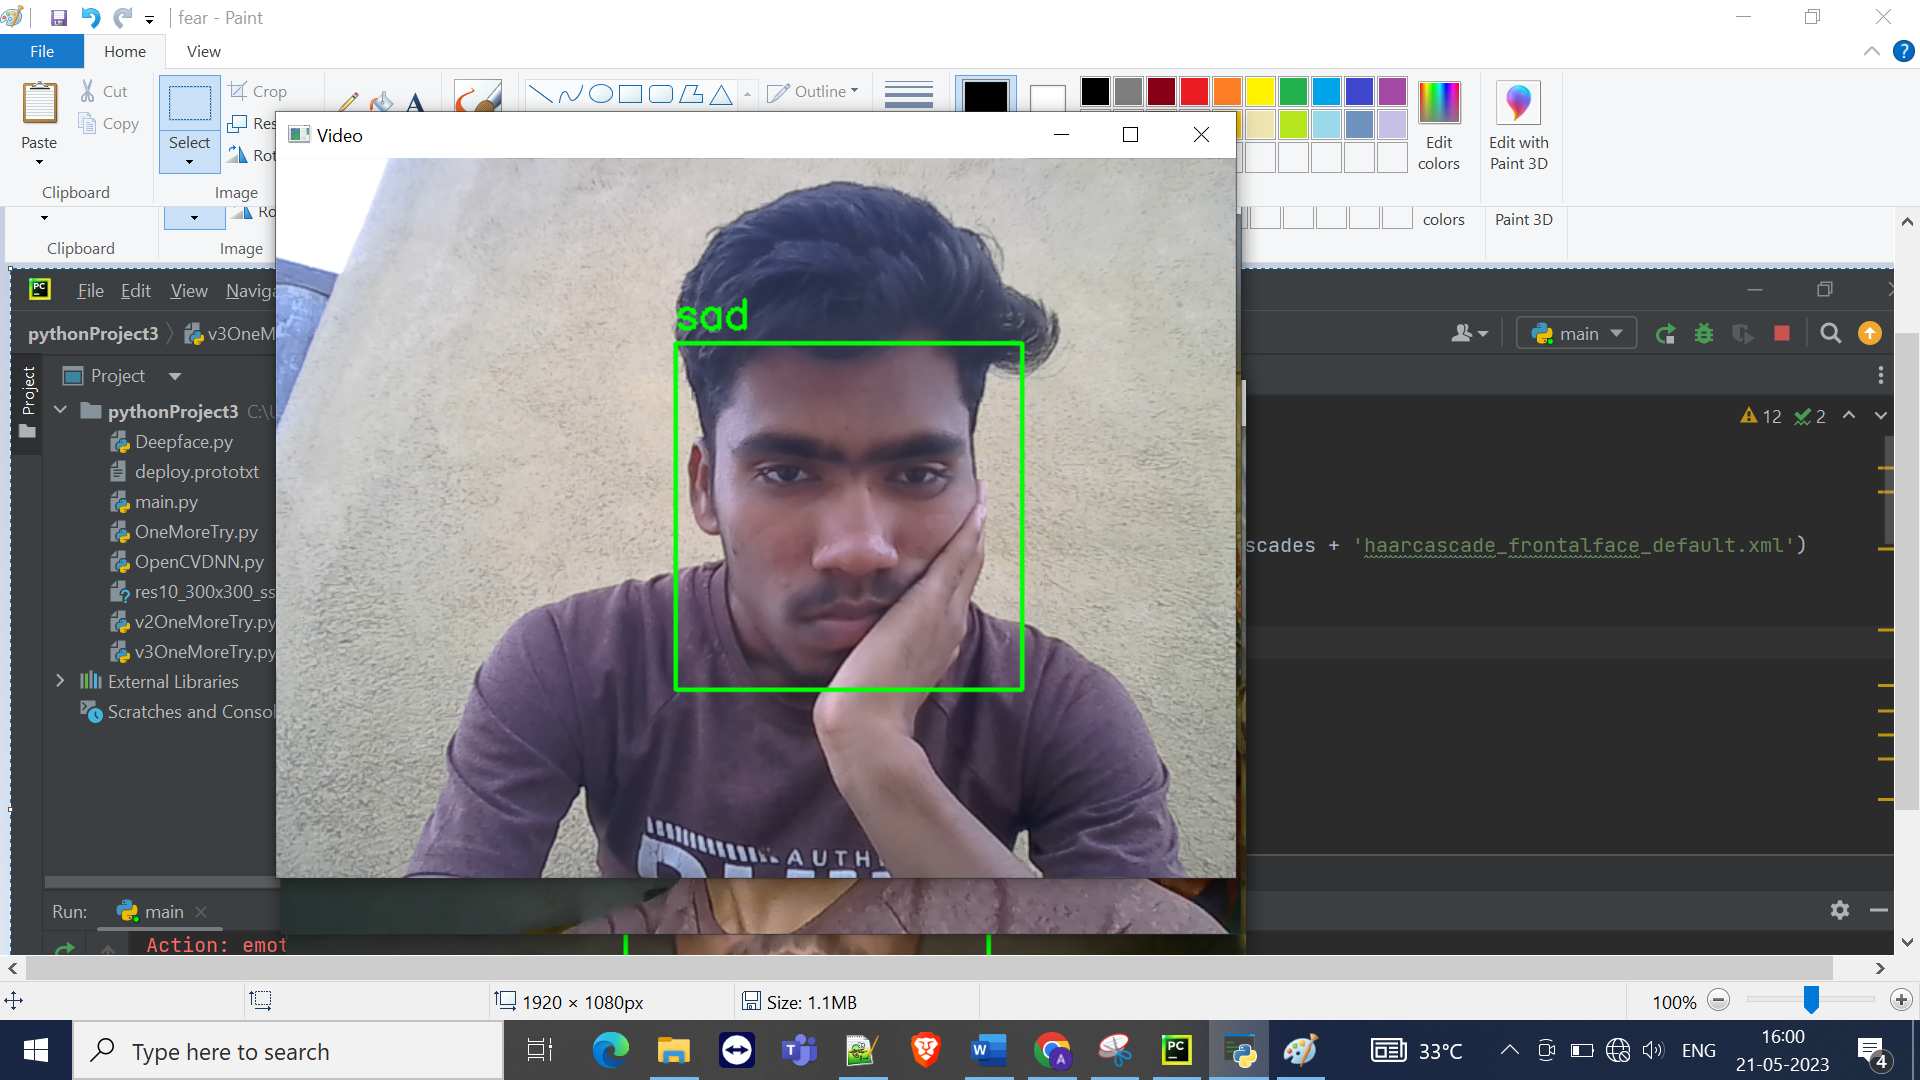 fear - Paint
File Home View
Paste
Cut
Copy
Clipboard
Select
Crop
Image
Outline
Edit colors
Edit with Paint 3D
Video
Clipboard
Image
colors
Paint 3D
sad
AUTH
PC
File Edit View
pythonProject3
main
Project
Project
pythonProject3
Deepface.py
deploy.prototxt
main.py
OneMoreTry.py
OpenCVDNN.py
res10_300x300_ss
v2OneMoreTry.py
v3OneMoreTry.py
External Libraries
Scratches and Consol
12 2
scades + 'haarcascade_frontalface_default.xml')
Run: main
Action: emot
1920 × 1080px
Size: 1.1MB
100%
Type here to search
33°C
ENG
16:00
21-05-2023
4